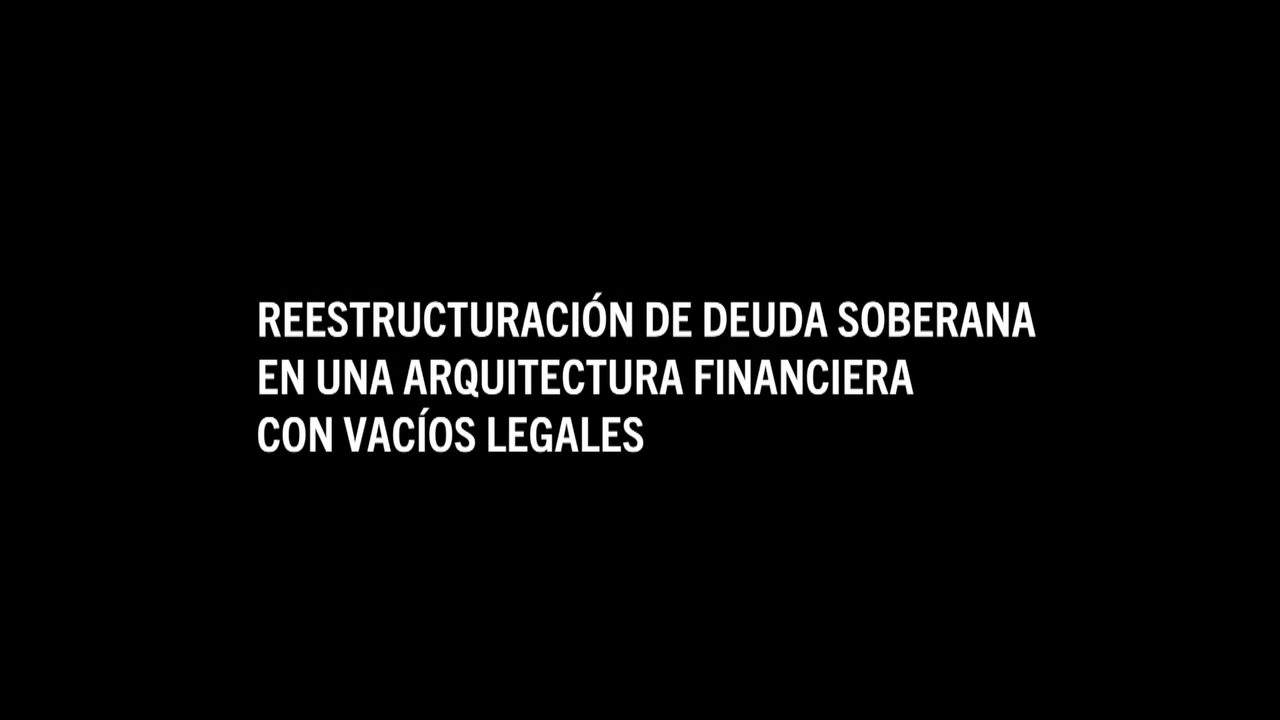 REESTRUCTURACIÓN DE DEUDA SOBERANA
EN UNA ARQUITECTURA FINANCIERA
CON VACÍOS LEGALES